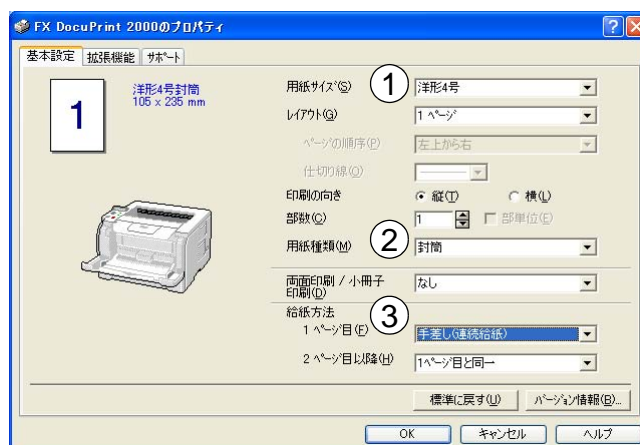 FX DocuPrint 2000のプロパティ
基本設定 拡張機能 サポート
1
洋形4号封筒
105 x 235 mm
用紙サイズ(S) ① 洋形4号
レイアウト(G) 1 ページ
ページの順序(P) 左上から右
仕切り線(O)
印刷の向き 縦(T) 横(L)
部数(C) 1 部単位(E)
用紙種類(M) ② 封筒
両面印刷 / 小冊子
印刷(D) なし
給紙方法 ③
1 ページ目(F) 手差し(連続給紙)
2 ページ目以降(H) 1ページ目と同一
標準に戻す(U) バージョン情報(B)...
OK キャンセル ヘルプ